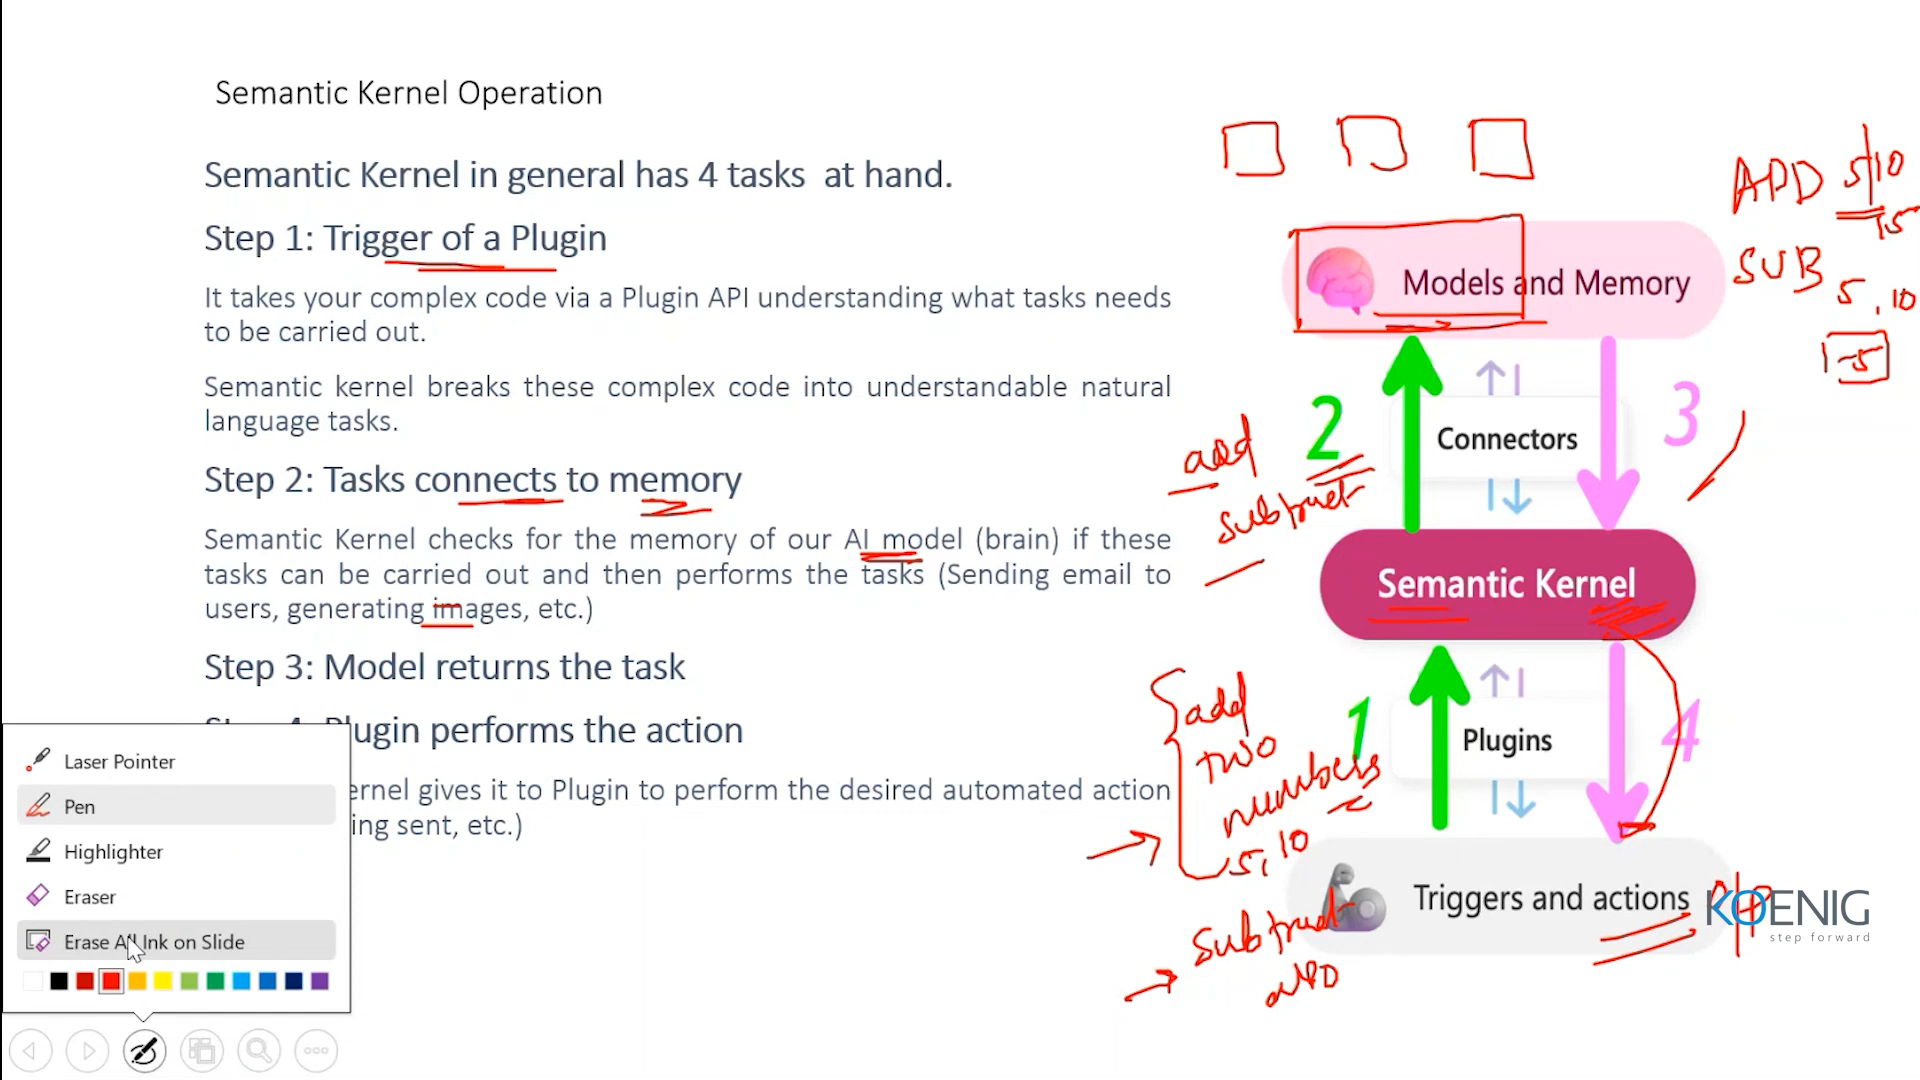 Semantic Kernel Operation
Semantic Kernel in general has 4 tasks at hand.
Step 1: Trigger of a Plugin
It takes your complex code via a Plugin API understanding what tasks needs
to be carried out.
Semantic kernel breaks these complex code into understandable natural
language tasks.
Step 2: Tasks connects to memory
Semantic Kernel checks for the memory of our AI model (brain) if these
tasks can be carried out and then performs the tasks (Sending email to
users, generating images, etc.)
Step 3: Model returns the task
Plugin performs the action
ernel gives it to Plugin to perform the desired automated action
ing sent, etc.)
Laser Pointer
Pen
Highlighter
Eraser
Erase All Ink on Slide
Models and Memory
2
3
Connectors
Semantic Kernel
1
4
Plugins
Triggers and actions
KOENIG
step forward
ADD 5, 10
15
SUB
5, 10
-5
add
subtract
add
two
numbers
5, 10
subtract